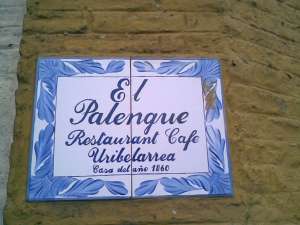 El
Palenque
Restaurant Cafe
Uribelarrea
Casa del año 1860